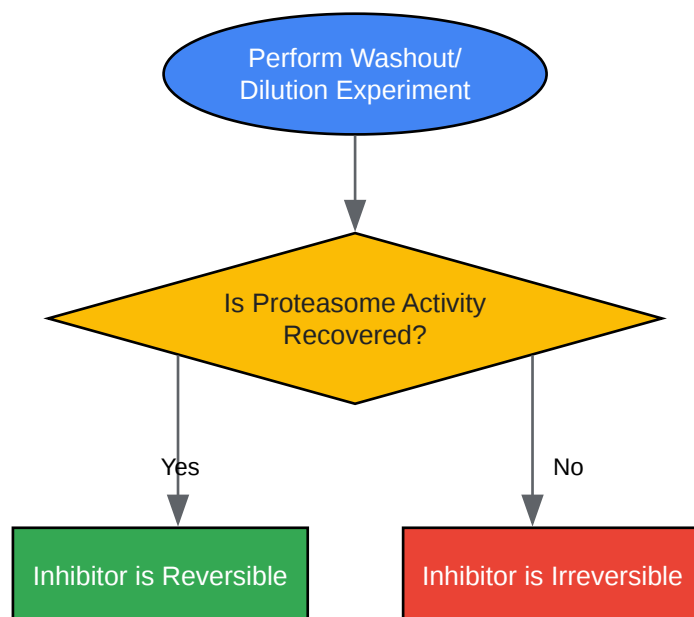 Perform Washout/
Dilution Experiment
Is Proteasome Activity
Recovered?
Yes
No
Inhibitor is Reversible
Inhibitor is Irreversible